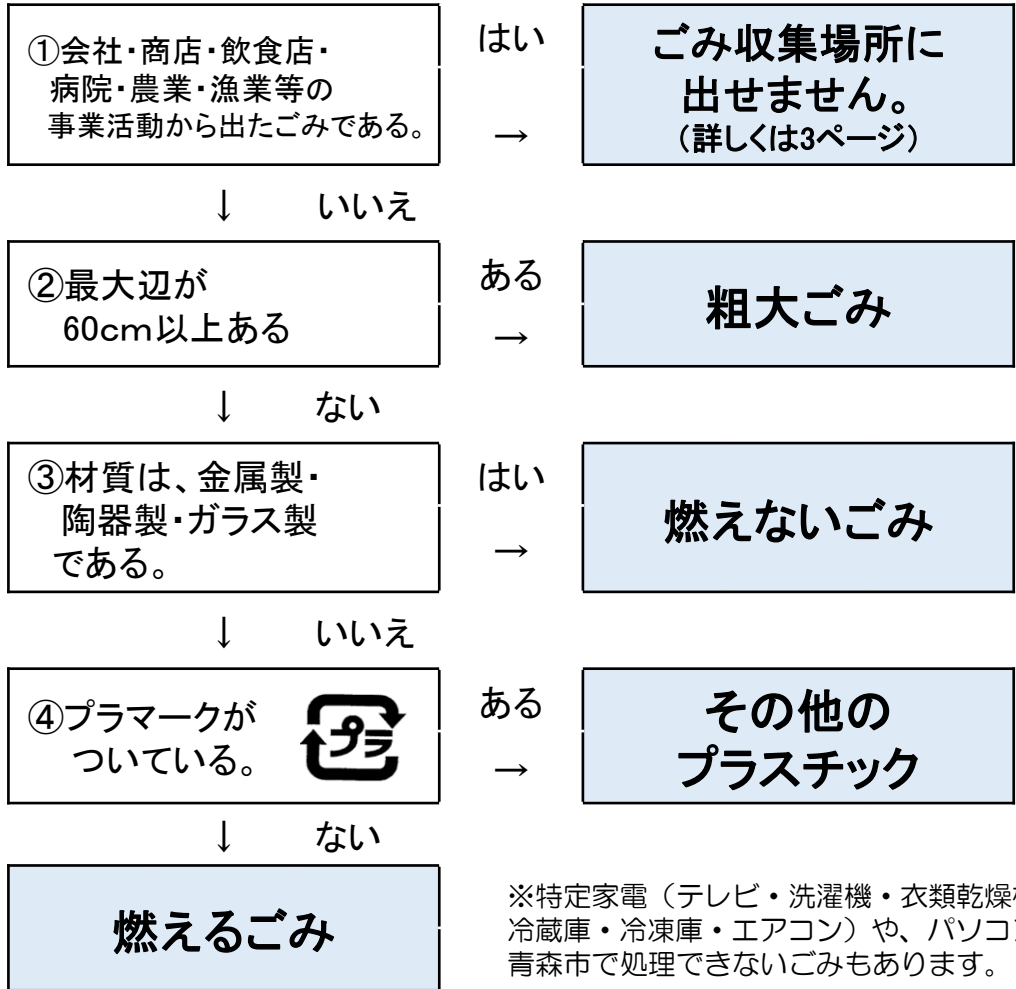 ①会社・商店・飲食店・
病院・農業・漁業等の
事業活動から出たごみである。
はい
→
ごみ収集場所に
出せません。
（詳しくは3ページ）
↓ いいえ
②最大辺が
60cm以上ある
ある
→
粗大ごみ
↓ ない
③材質は、金属製・
陶器製・ガラス製
である。
はい
→
燃えないごみ
↓ いいえ
④プラマークが
ついている。
プラ
ある
→
その他の
プラスチック
↓ ない
燃えるごみ
※特定家電（テレビ・洗濯機・衣類乾燥
冷蔵庫・冷凍庫・エアコン）や、パソコ
青森市で処理できないごみもあります。